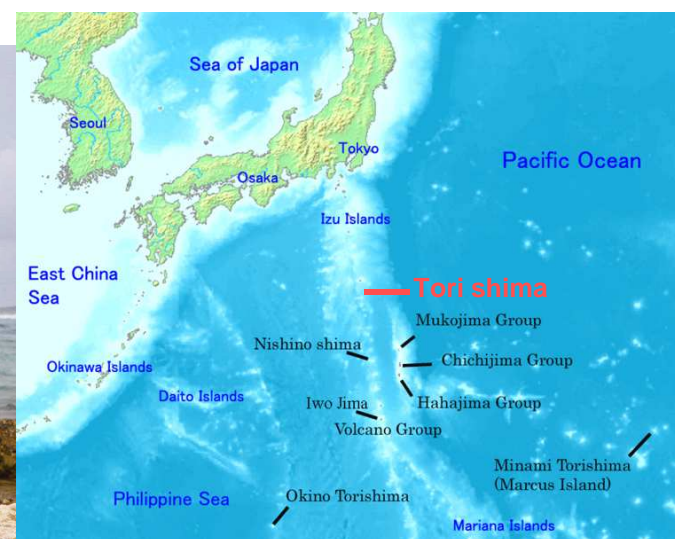 Sea of Japan
Seoul
Tokyo
Pacific Ocean
Osaka
Izu Islands
East China
Sea
Tori shima
Mukojima Group
Nishino shima
Chichijima Group
Okinawa Islands
Daito Islands
Iwo Jima
Hahajima Group
Volcano Group
Minami Torishima
(Marcus Island)
Philippine Sea
Okino Torishima
Mariana Islands